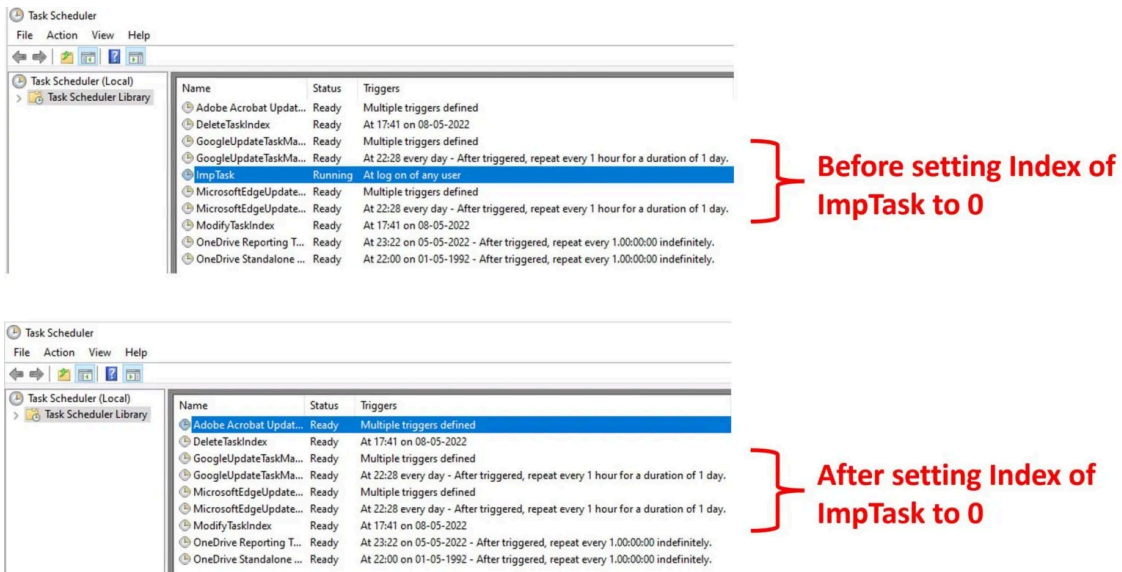 Task Scheduler
File Action View Help
Task Scheduler (Local)
Task Scheduler Library
Name Status Triggers
Adobe Acrobat Updat... Ready Multiple triggers defined
DeleteTaskIndex Ready At 17:41 on 08-05-2022
GoogleUpdateTaskMa... Ready Multiple triggers defined
GoogleUpdateTaskMa... Ready At 22:28 every day - After triggered, repeat every 1 hour for a duration of 1 day.
ImpTask Running At log on of any user
MicrosoftEdgeUpdate... Ready Multiple triggers defined
MicrosoftEdgeUpdate... Ready At 22:28 every day - After triggered, repeat every 1 hour for a duration of 1 day.
ModifyTaskIndex Ready At 17:41 on 08-05-2022
OneDrive Reporting T... Ready At 23:22 on 05-05-2022 - After triggered, repeat every 1.00:00:00 indefinitely.
OneDrive Standalone ... Ready At 22:00 on 01-05-1992 - After triggered, repeat every 1.00:00:00 indefinitely.
Before setting Index of
ImpTask to 0
Task Scheduler
File Action View Help
Task Scheduler (Local)
Task Scheduler Library
Name Status Triggers
Adobe Acrobat Updat... Ready Multiple triggers defined
DeleteTaskIndex Ready At 17:41 on 08-05-2022
GoogleUpdateTaskMa... Ready Multiple triggers defined
GoogleUpdateTaskMa... Ready At 22:28 every day - After triggered, repeat every 1 hour for a duration of 1 day.
MicrosoftEdgeUpdate... Ready Multiple triggers defined
MicrosoftEdgeUpdate... Ready At 22:28 every day - After triggered, repeat every 1 hour for a duration of 1 day.
ModifyTaskIndex Ready At 17:41 on 08-05-2022
OneDrive Reporting T... Ready At 23:22 on 05-05-2022 - After triggered, repeat every 1.00:00:00 indefinitely.
OneDrive Standalone ... Ready At 22:00 on 01-05-1992 - After triggered, repeat every 1.00:00:00 indefinitely.
After setting Index of
ImpTask to 0